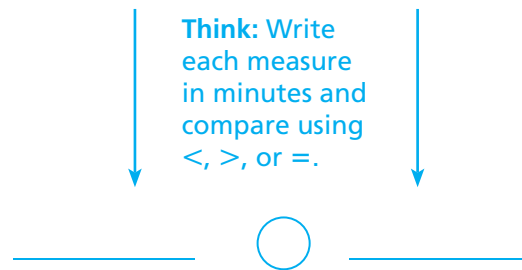 Think: Write
each measure
in minutes and
compare using
<, >, or =.